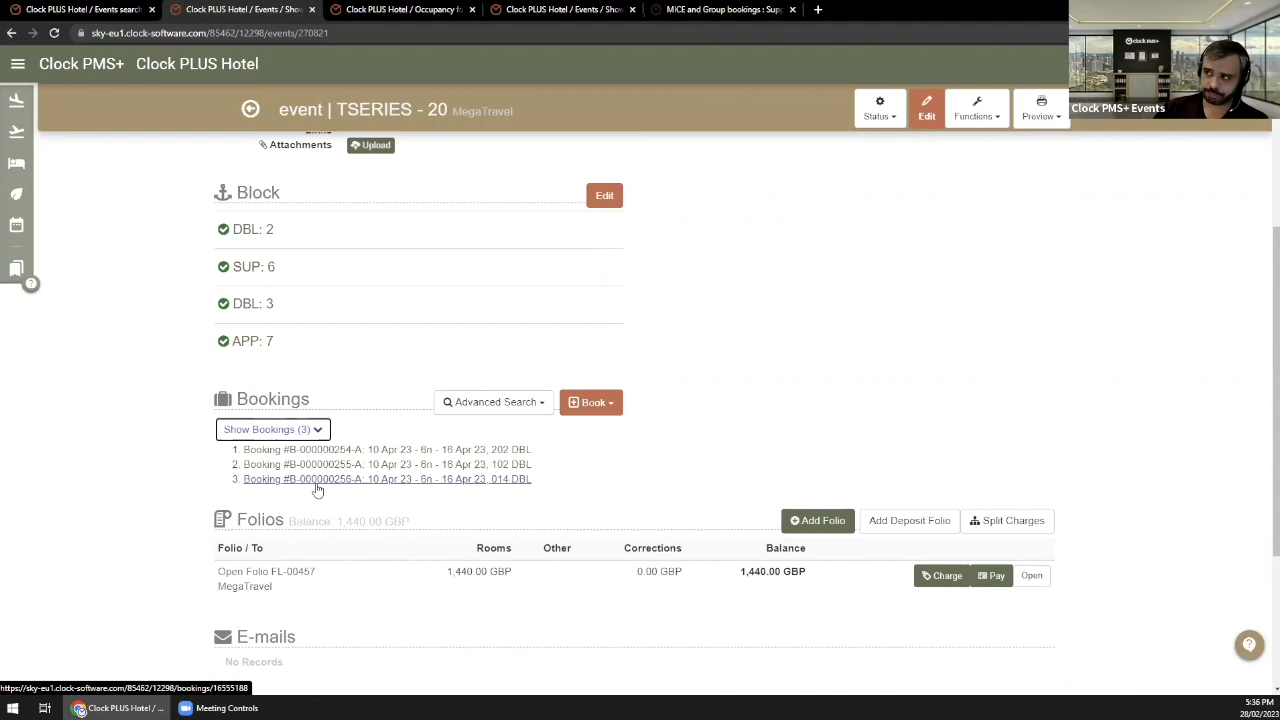 Clock PLUS Hotel / Events search
Clock PLUS Hotel / Events / Show
Clock PLUS Hotel / Occupancy fo
Clock PLUS Hotel / Events / Show
MICE and Group bookings : Supp
sky-eu1.clock-software.com/85462/12298/events/270821
clock PMS+
Clock PMS+ Clock PLUS Hotel
Clock PMS+ Events
event | TSERIES - 20 MegaTravel
Status
Edit
Functions
Preview
Attachments
Upload
Block
Edit
DBL: 2
SUP: 6
DBL: 3
APP: 7
Bookings
Advanced Search
Book
Show Bookings (3)
1. Booking #B-000000254-A: 10 Apr 23 - 6n - 16 Apr 23, 202 DBL
2. Booking #B-000000255-A: 10 Apr 23 - 6n - 16 Apr 23, 102 DBL
3. Booking #B-000000256-A: 10 Apr 23 - 6n - 16 Apr 23, 014 DBL
Folios Balance: 1,440.00 GBP
Add Folio
Add Deposit Folio
Split Charges
Folio / To Rooms Other Corrections Balance
Open Folio FL-00457 1,440.00 GBP 0.00 GBP 1,440.00 GBP
Charge
Pay
Open
MegaTravel
E-mails
No Records
https://sky-eu1.clock-software.com/85462/12298/bookings/16555188
Clock PLUS Hotel / ...
Meeting Controls
5:36 PM
28/02/2023